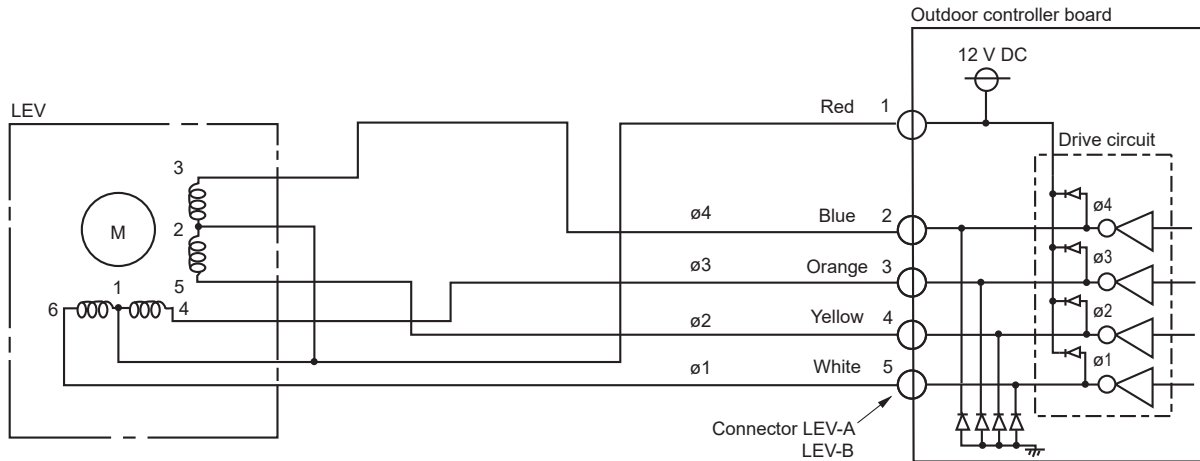 Outdoor controller board
12 V DC
LEV
Red 1
Drive circuit
3
ø4 Blue 2 ø4
M 2
ø3 Orange 3 ø3
1 5
6 4
ø2 Yellow 4 ø2
ø1 White 5 ø1
Connector LEV-A
LEV-B